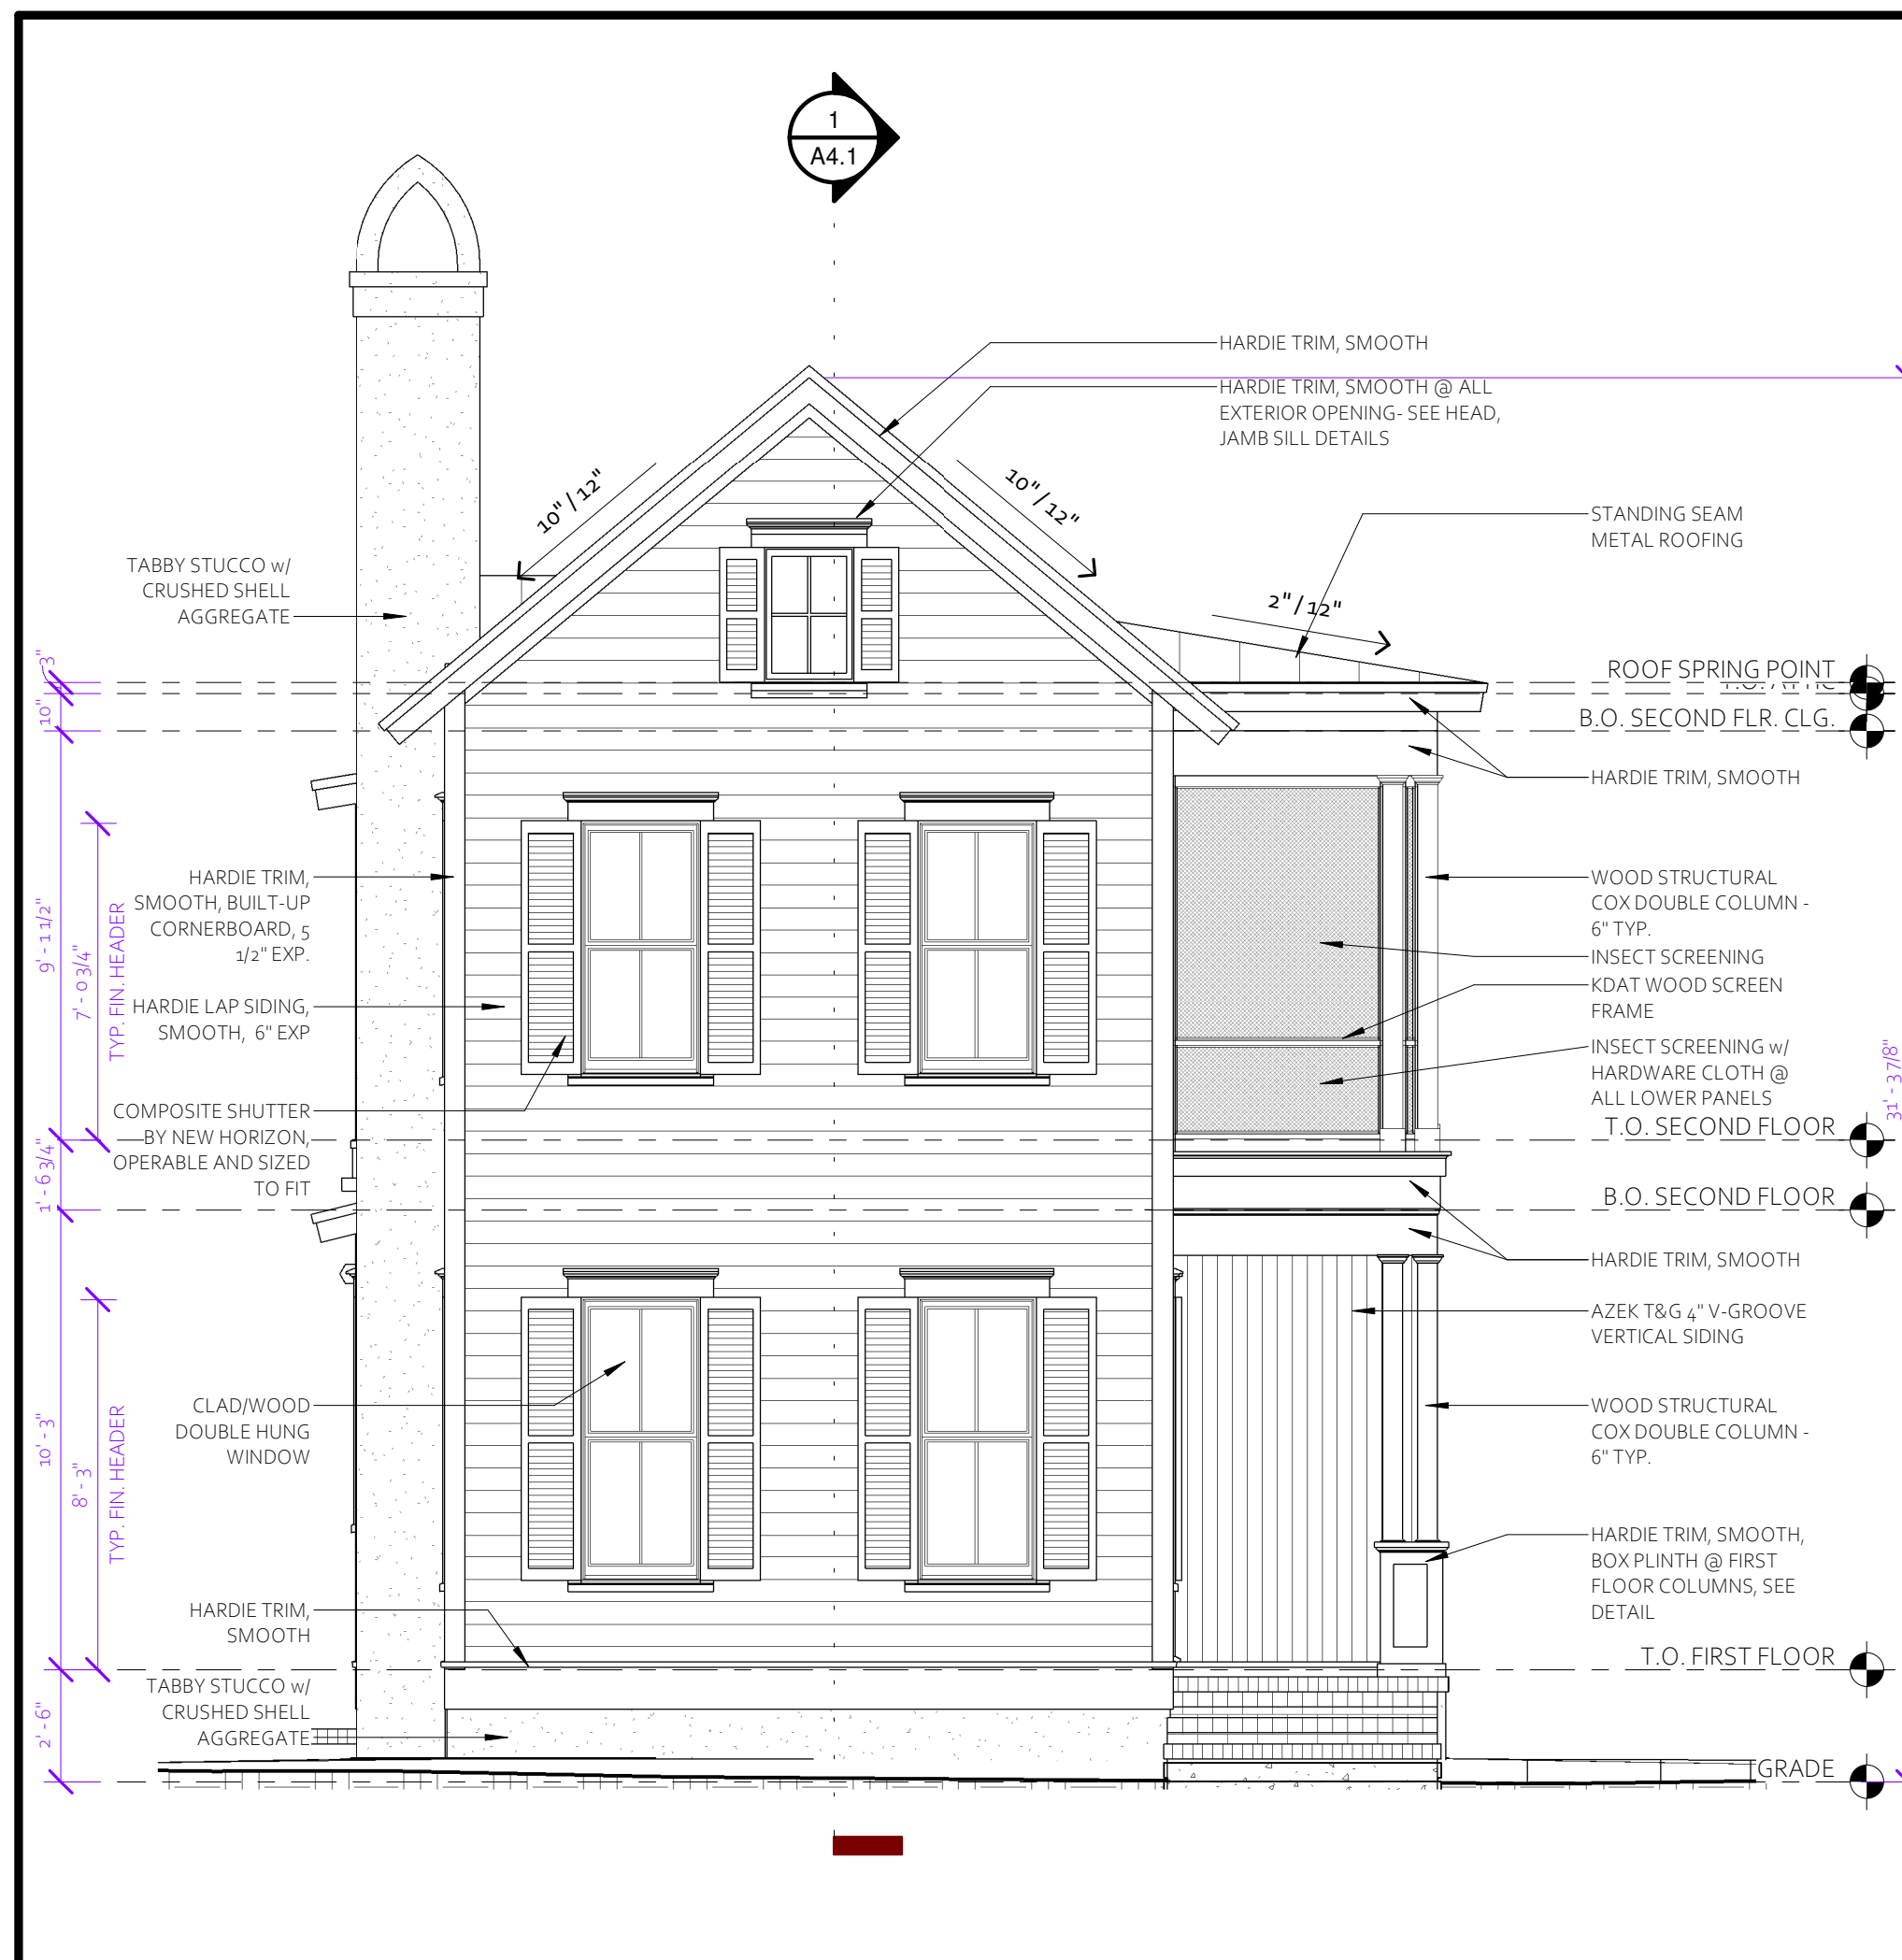 1
A4.1
HARDIE TRIM, SMOOTH
HARDIE TRIM, SMOOTH @ ALL
EXTERIOR OPENING- SEE HEAD,
JAMB SILL DETAILS
10" / 12"
10" / 12"
STANDING SEAM
METAL ROOFING
2" / 12"
TABBY STUCCO w/
CRUSHED SHELL
AGGREGATE
3"
10"
9' - 1 1/2"
7' - 0 3/4"
TYP. FIN. HEADER
1' - 6 3/4"
10' - 3"
8' - 3"
TYP. FIN. HEADER
2' - 6"
HARDIE TRIM,
SMOOTH, BUILT-UP
CORNERBOARD, 5
1/2" EXP.
HARDIE LAP SIDING,
SMOOTH, 6" EXP
COMPOSITE SHUTTER
BY NEW HORIZON,
OPERABLE AND SIZED
TO FIT
CLAD/WOOD
DOUBLE HUNG
WINDOW
HARDIE TRIM,
SMOOTH
TABBY STUCCO w/
CRUSHED SHELL
AGGREGATE
ROOF SPRING POINT
T.O. ATTIC
B.O. SECOND FLR. CLG.
HARDIE TRIM, SMOOTH
WOOD STRUCTURAL
COX DOUBLE COLUMN -
6" TYP.
INSECT SCREENING
KDAT WOOD SCREEN
FRAME
INSECT SCREENING w/
HARDWARE CLOTH @
ALL LOWER PANELS
31' - 3 7/8"
T.O. SECOND FLOOR
B.O. SECOND FLOOR
HARDIE TRIM, SMOOTH
AZEK T&G 4" V-GROOVE
VERTICAL SIDING
WOOD STRUCTURAL
COX DOUBLE COLUMN -
6" TYP.
HARDIE TRIM, SMOOTH,
BOX PLINTH @ FIRST
FLOOR COLUMNS, SEE
DETAIL
T.O. FIRST FLOOR
GRADE